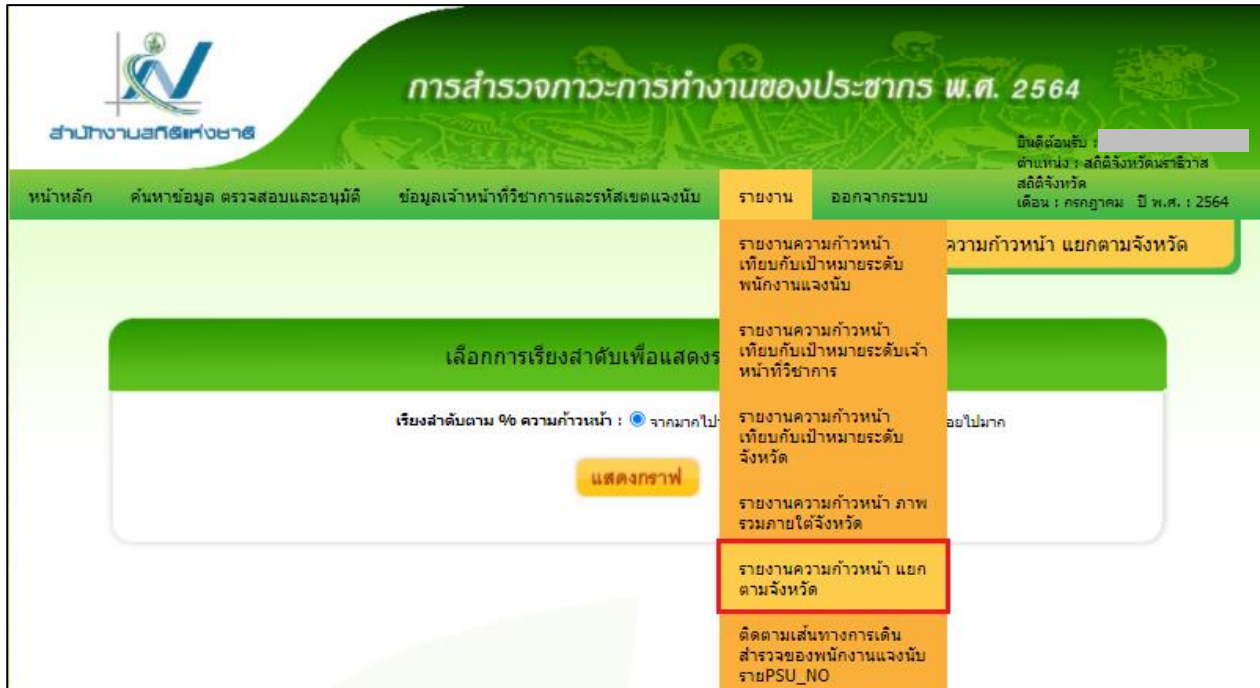 สำนักงานสถิติแห่งชาติ
การสำรวจภาวะการทำงานของประชากร พ.ศ. 2564
ยินดีต้อนรับ :
ตำแหน่ง : สถิติจังหวัดนราธิวาส
สถิติจังหวัด
เดือน : กรกฎาคม ปี พ.ศ. : 2564
หน้าหลัก ค้นหาข้อมูล ตรวจสอบและอนุมัติ ข้อมูลเจ้าหน้าที่วิชาการและรหัสเขตแจงนับ รายงาน ออกจากระบบ
ความก้าวหน้า แยกตามจังหวัด
รายงานความก้าวหน้า
เทียบกับเป้าหมายระดับ
พนักงานแจงนับ
รายงานความก้าวหน้า
เทียบกับเป้าหมายระดับเจ้า
หน้าที่วิชาการ
รายงานความก้าวหน้า
เทียบกับเป้าหมายระดับ
จังหวัด
รายงานความก้าวหน้า ภาพ
รวมภายใต้จังหวัด
รายงานความก้าวหน้า แยก
ตามจังหวัด
ติดตามเส้นทางการเดิน
สำรวจของพนักงานแจงนับ
รายPSU_NO
เลือกการเรียงลำดับเพื่อแสดงร
เรียงลำดับตาม % ความก้าวหน้า : จากมากไป อยไปมาก
แสดงกราฟ